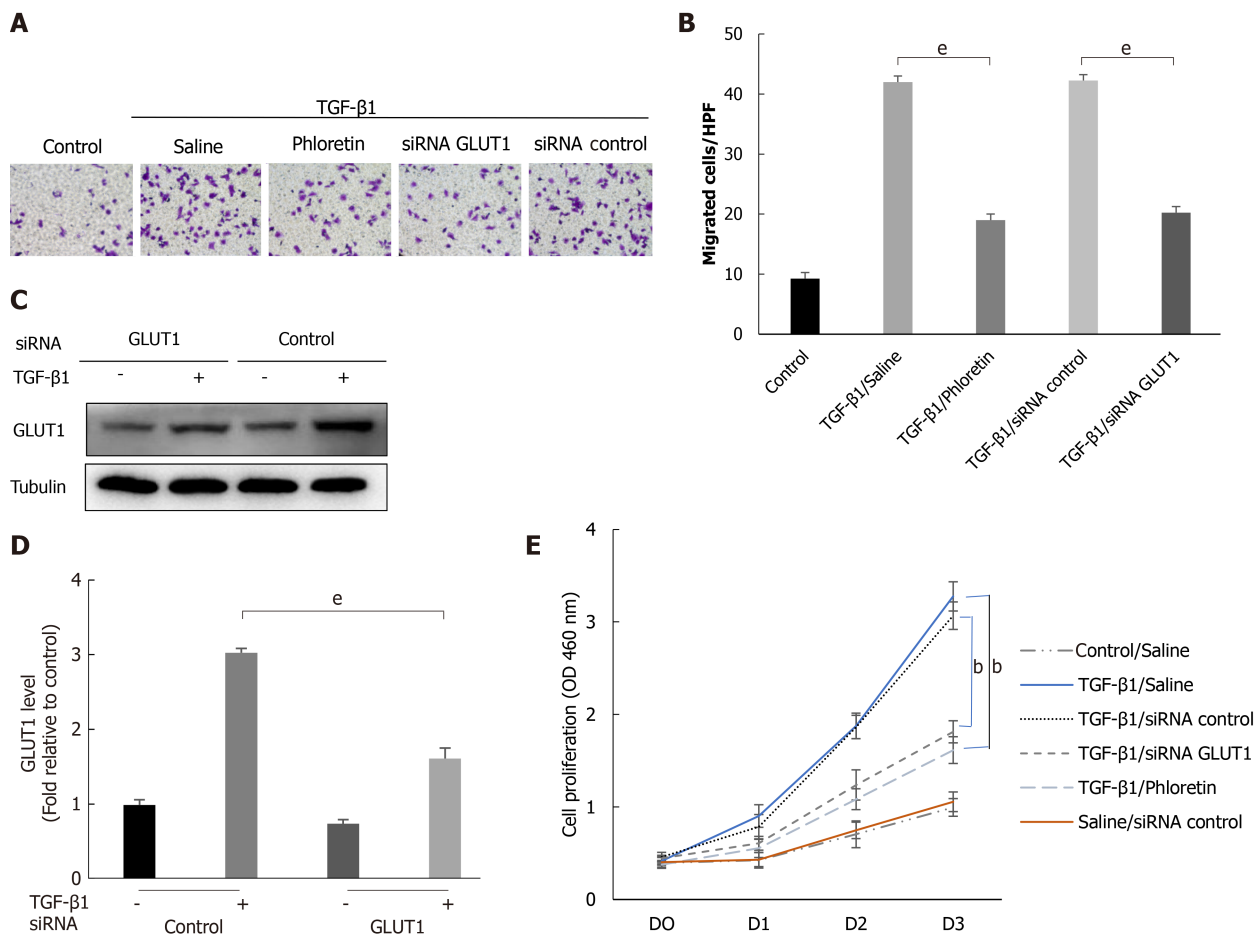 A
TGF-β1
Control Saline Phloretin siRNA GLUT1 siRNA control
B
Migrated cells/HPF
50
40
30
20
10
0
e e
Control
TGF-β1/Saline
TGF-β1/Phloretin
TGF-β1/siRNA control
TGF-β1/siRNA GLUT1
C
siRNA GLUT1 Control
TGF-β1 - + - +
GLUT1
Tubulin
D
GLUT1 level
(Fold relative to control)
4
3
2
1
0
e
TGF-β1 - + - +
siRNA Control GLUT1
E
Cell proliferation (OD 460 nm)
4
3
2
1
0
D0 D1 D2 D3
b b
Control/Saline
TGF-β1/Saline
TGF-β1/siRNA control
TGF-β1/siRNA GLUT1
TGF-β1/Phloretin
Saline/siRNA control